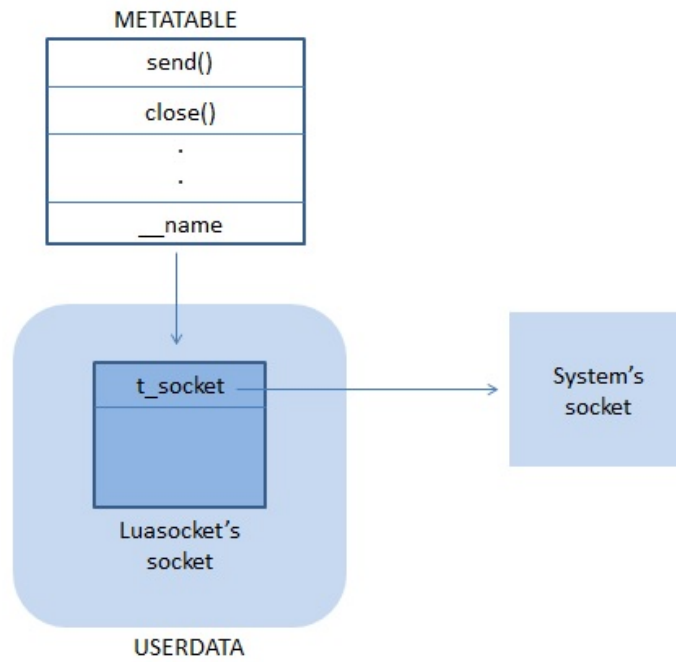 METATABLE
send()
close()
.
.
__name
t_socket
System's
socket
Luasocket's
socket
USERDATA